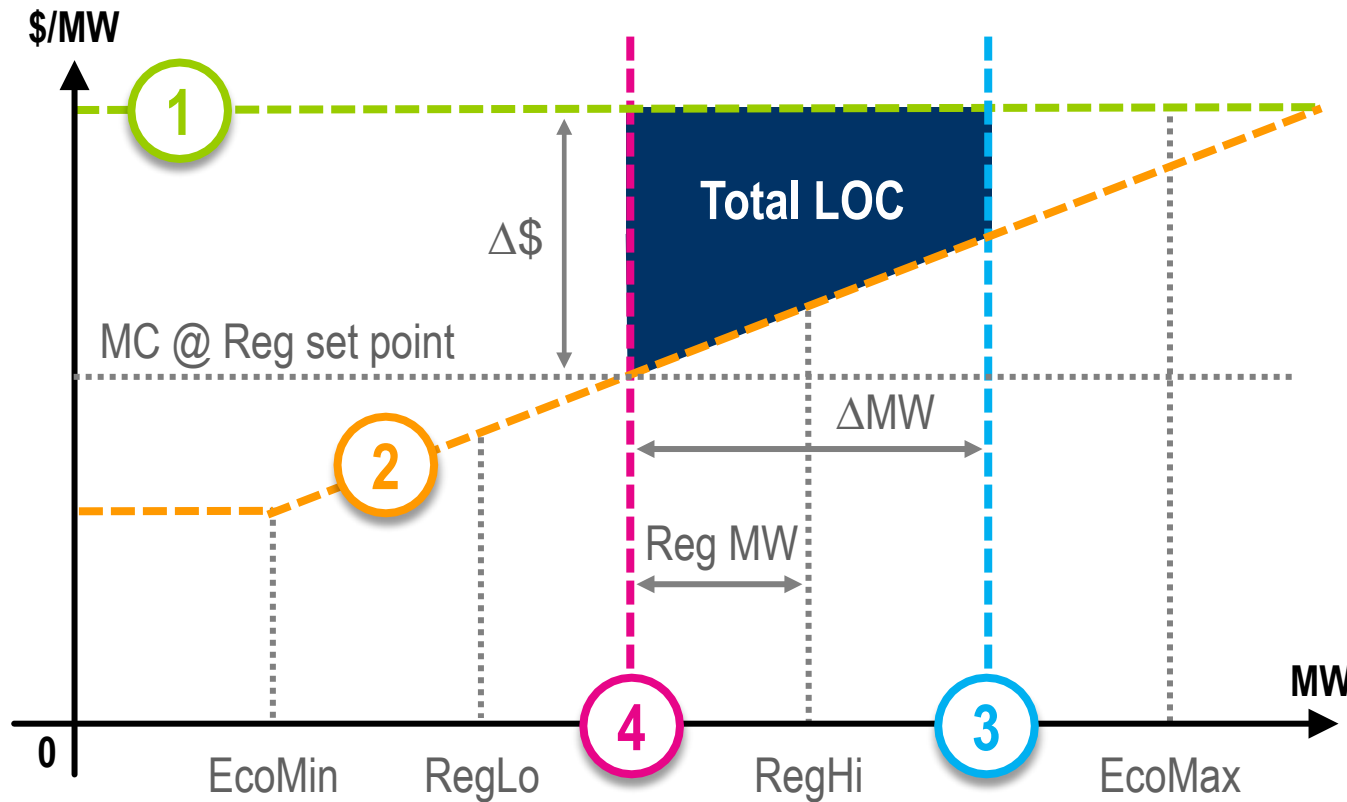 $/MW
1
Total LOC
Δ$
MC @ Reg set point
ΔMW
2
Reg MW
MW
4
3
0
EcoMin
RegLo
RegHi
EcoMax